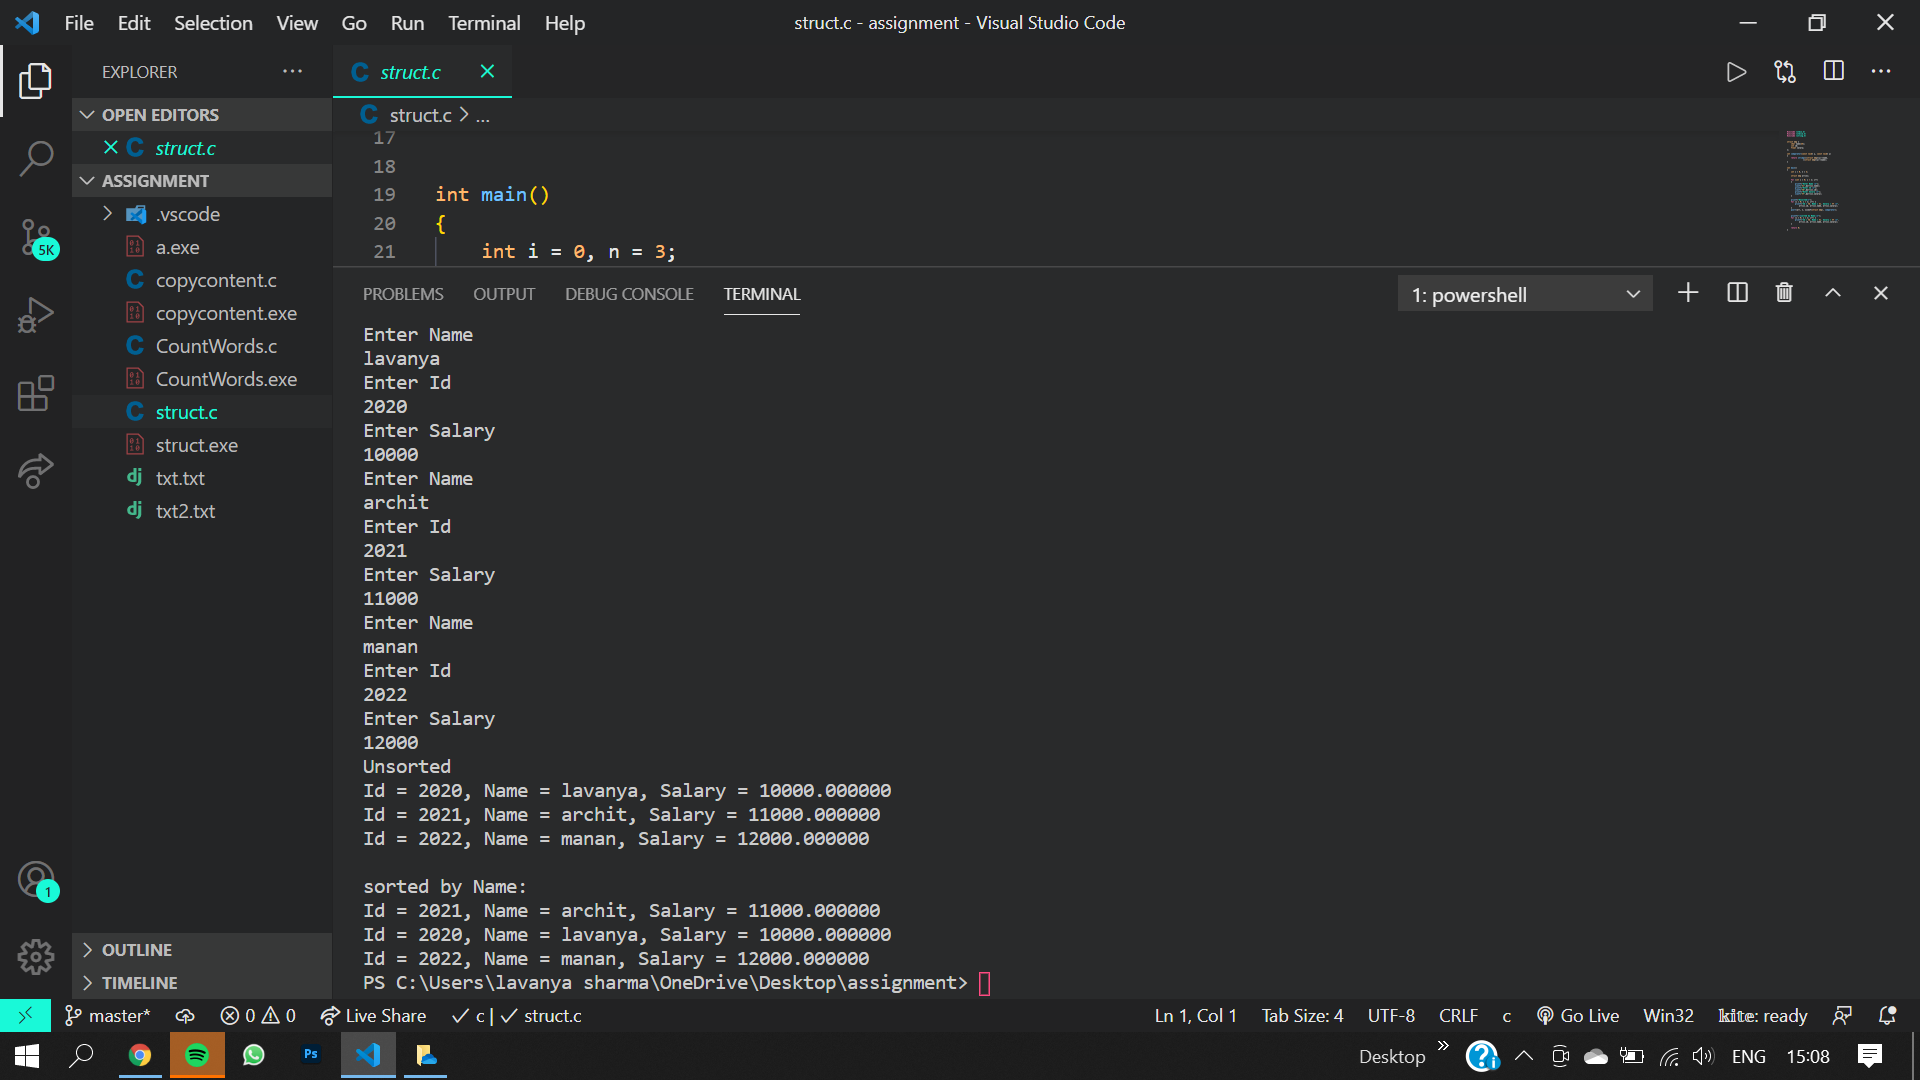 File Edit Selection View Go Run Terminal Help
struct.c - assignment - Visual Studio Code
EXPLORER
OPEN EDITORS
struct.c
ASSIGNMENT
.vscode
a.exe
copycontent.c
copycontent.exe
CountWords.c
CountWords.exe
struct.c
struct.exe
txt.txt
txt2.txt
OUTLINE
TIMELINE
5K
1
struct.c
struct.c > ...
17
18
19 int main()
20 {
21 int i = 0, n = 3;
PROBLEMS OUTPUT DEBUG CONSOLE TERMINAL
1: powershell
Enter Name
lavanya
Enter Id
2020
Enter Salary
10000
Enter Name
archit
Enter Id
2021
Enter Salary
11000
Enter Name
manan
Enter Id
2022
Enter Salary
12000
Unsorted
Id = 2020, Name = lavanya, Salary = 10000.000000
Id = 2021, Name = archit, Salary = 11000.000000
Id = 2022, Name = manan, Salary = 12000.000000
sorted by Name:
Id = 2021, Name = archit, Salary = 11000.000000
Id = 2020, Name = lavanya, Salary = 10000.000000
Id = 2022, Name = manan, Salary = 12000.000000
PS C:\Users\lavanya sharma\OneDrive\Desktop\assignment>
master* 0 0 Live Share c | struct.c
Ln 1, Col 1 Tab Size: 4 UTF-8 CRLF c Go Live Win32 kite: ready
Ps
Desktop ENG 15:08